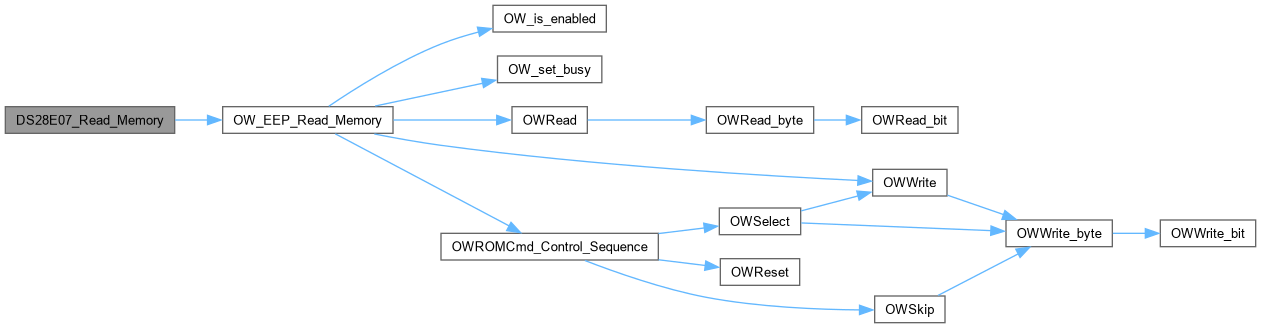 OW_is_enabled
OW_set_busy
DS28E07_Read_Memory
OW_EEP_Read_Memory
OWRead
OWRead_byte
OWRead_bit
OWWrite
OWSelect
OWWrite_byte
OWWrite_bit
OWROMCmd_Control_Sequence
OWReset
OWSkip